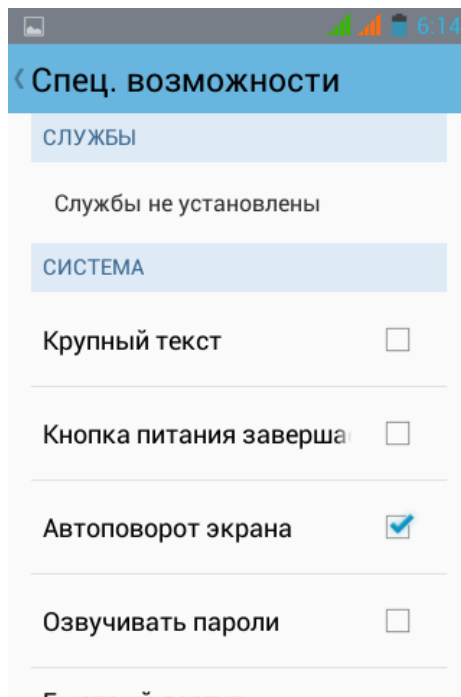 6:14
Спец. возможности
СЛУЖБЫ
Службы не установлены
СИСТЕМА
Крупный текст
Кнопка питания заверша
Автоповорот экрана
Озвучивать пароли